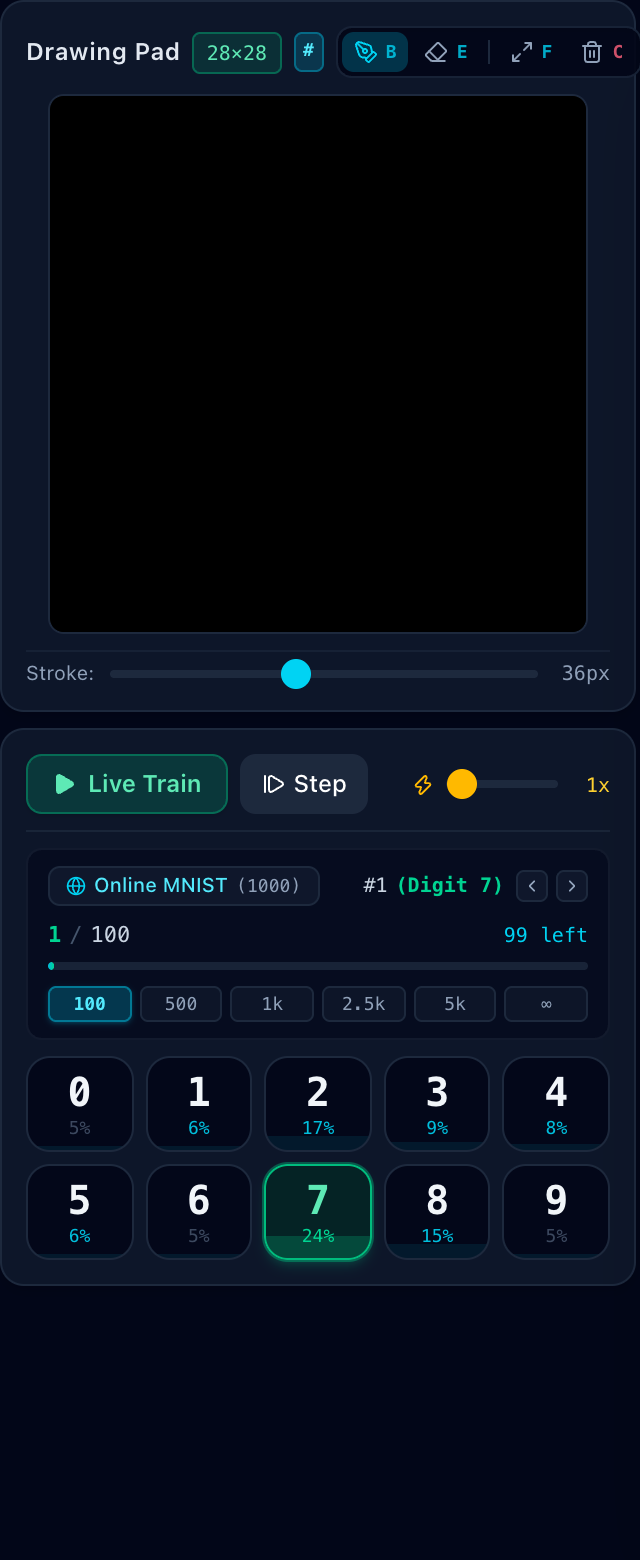 Drawing Pad 28×28 # B E F C
Stroke: 36px
Live Train Step 1x
Online MNIST (1000) #1 (Digit 7)
1 / 100 99 left
100 500 1k 2.5k 5k ∞
0 1 2 3 4
5% 6% 17% 9% 8%
5 6 7 8 9
6% 5% 24% 15% 5%